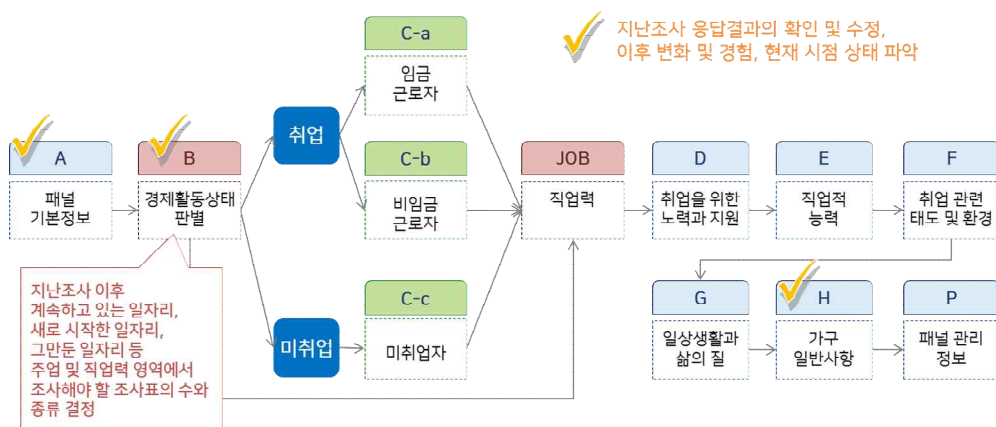 지난조사 응답결과의 확인 및 수정,
이후 변화 및 경험, 현재 시점 상태 파악
A
패널
기본정보
B
경제활동상태
판별
지난조사 이후
계속하고 있는 일자리,
새로 시작한 일자리,
그만둔 일자리 등
주업 및 직업력 영역에서
조사해야 할 조사표의 수와
종류 결정
취업
미취업
C-a
임금
근로자
C-b
비임금
근로자
C-c
미취업자
JOB
직업력
D
취업을 위한
노력과 지원
E
직업적
능력
F
취업 관련
태도 및 환경
G
일상생활과
삶의 질
H
가구
일반사항
P
패널 관리
정보